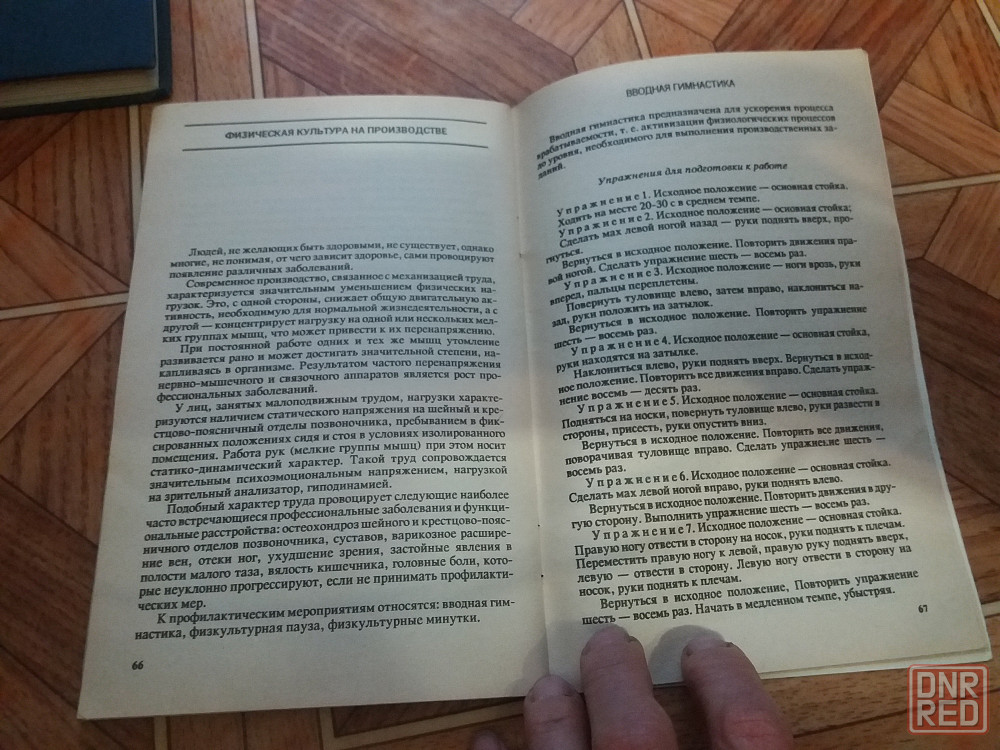 ФИЗИЧЕСКАЯ КУЛЬТУРА НА ПРОИЗВОДСТВЕ
Людей, не желающих быть здоровыми, не существует, однако
многие, не понимая, от чего зависит здоровье, сами провоцируют
появление различных заболеваний.
Современное производство, связанное с механизацией труда,
характеризуется значительным уменьшением физических на-
грузок. Это, с одной стороны, снижает общую двигательную ак-
тивность, необходимую для нормальной жизнедеятельности, а с
другой — концентрирует нагрузку на одной или нескольких мел-
ких группах мышц, что может привести к их перенапряжению.
При постоянной работе одних и тех же мышц утомление
развивается рано и может достигать значительной степени, на-
капливаясь в организме. Результатом частого перенапряжения
нервно-мышечного и связочного аппаратов является рост про-
фессиональных заболеваний.
У лиц, занятых малоподвижным трудом, нагрузки характе-
ризуются наличием статического напряжения на шейный и кре-
стцово-поясничный отделы позвоночника, пребыванием в фик-
сированных положениях сидя и стоя в условиях изолированного
помещения. Работа рук (мелкие группы мышц) при этом носит
статико-динамический характер. Такой труд сопровождается
значительным психоэмоциональным напряжением, нагрузкой
на зрительный анализатор, гиподинамией.
Подобный характер труда провоцирует следующие наиболее
часто встречающиеся профессиональные заболевания и функци-
ональные расстройства: остеохондроз шейного и крестцово-пояс-
ничного отделов позвоночника, суставов, варикозное расшире-
ние вен, отеки ног, ухудшение зрения, застойные явления в
полости малого таза, вялость кишечника, головные боли, кото-
рые неуклонно прогрессируют, если не принимать профилакти-
ческих мер.
К профилактическим мероприятиям относятся: вводная гим-
настика, физкультурная пауза, физкультурные минутки.
66
ВВОДНАЯ ГИМНАСТИКА
Вводная гимнастика предназначена для ускорения процесса
врабатываемости, т. е. активизации физиологических процессов
до уровня, необходимого для выполнения производственных за-
даний.
Упражнения для подготовки к работе
Упражнение 1. Исходное положение — основная стойка.
Ходить на месте 20-30 с в среднем темпе.
Упражнение 2. Исходное положение — основная стойка;
Сделать мах левой ногой назад — руки поднять вверх, про-
гнуться.
Вернуться в исходное положение. Повторить движения пра-
вой ногой. Сделать упражнение шесть — восемь раз.
Упражнение 3. Исходное положение — ноги врозь, руки
вперед, пальцы переплетены.
Повернуть туловище влево, затем вправо, наклониться на-
зад, руки положить на затылок.
Вернуться в исходное положение. Повторить упражнение
шесть — восемь раз.
Упражнение 4. Исходное положение — основная стойка,
руки находятся на затылке.
Наклониться влево, руки поднять вверх. Вернуться в исход-
ное положение. Повторить все движения вправо. Сделать упраж-
нение восемь — десять раз.
Упражнение 5. Исходное положение — основная стойка.
Подняться на носки, повернуть туловище влево, руки развести в
стороны, присесть, руки опустить вниз.
Вернуться в исходное положение. Повторить все движения,
поворачивая туловище вправо. Сделать упражнение шесть —
восемь раз.
Упражнение 6. Исходное положение — основная стойка.
Сделать мах левой ногой вправо, руки поднять влево.
Вернуться в исходное положение. Повторить движения в дру-
гую сторону. Выполнить упражнение шесть — восемь раз.
Упражнение 7. Исходное положение — основная стойка.
Правую ногу отвести в сторону на носок, руки поднять к плечам.
Переместить правую ногу к левой, правую руку поднять вверх,
левую — отвести в сторону. Левую ногу отвести в сторону на
носок, руки поднять к плечам.
Вернуться в исходное положение, Повторить упражнение
шесть — восемь раз. Начать в медленном темпе, убыстряя.
67
DNR
RED